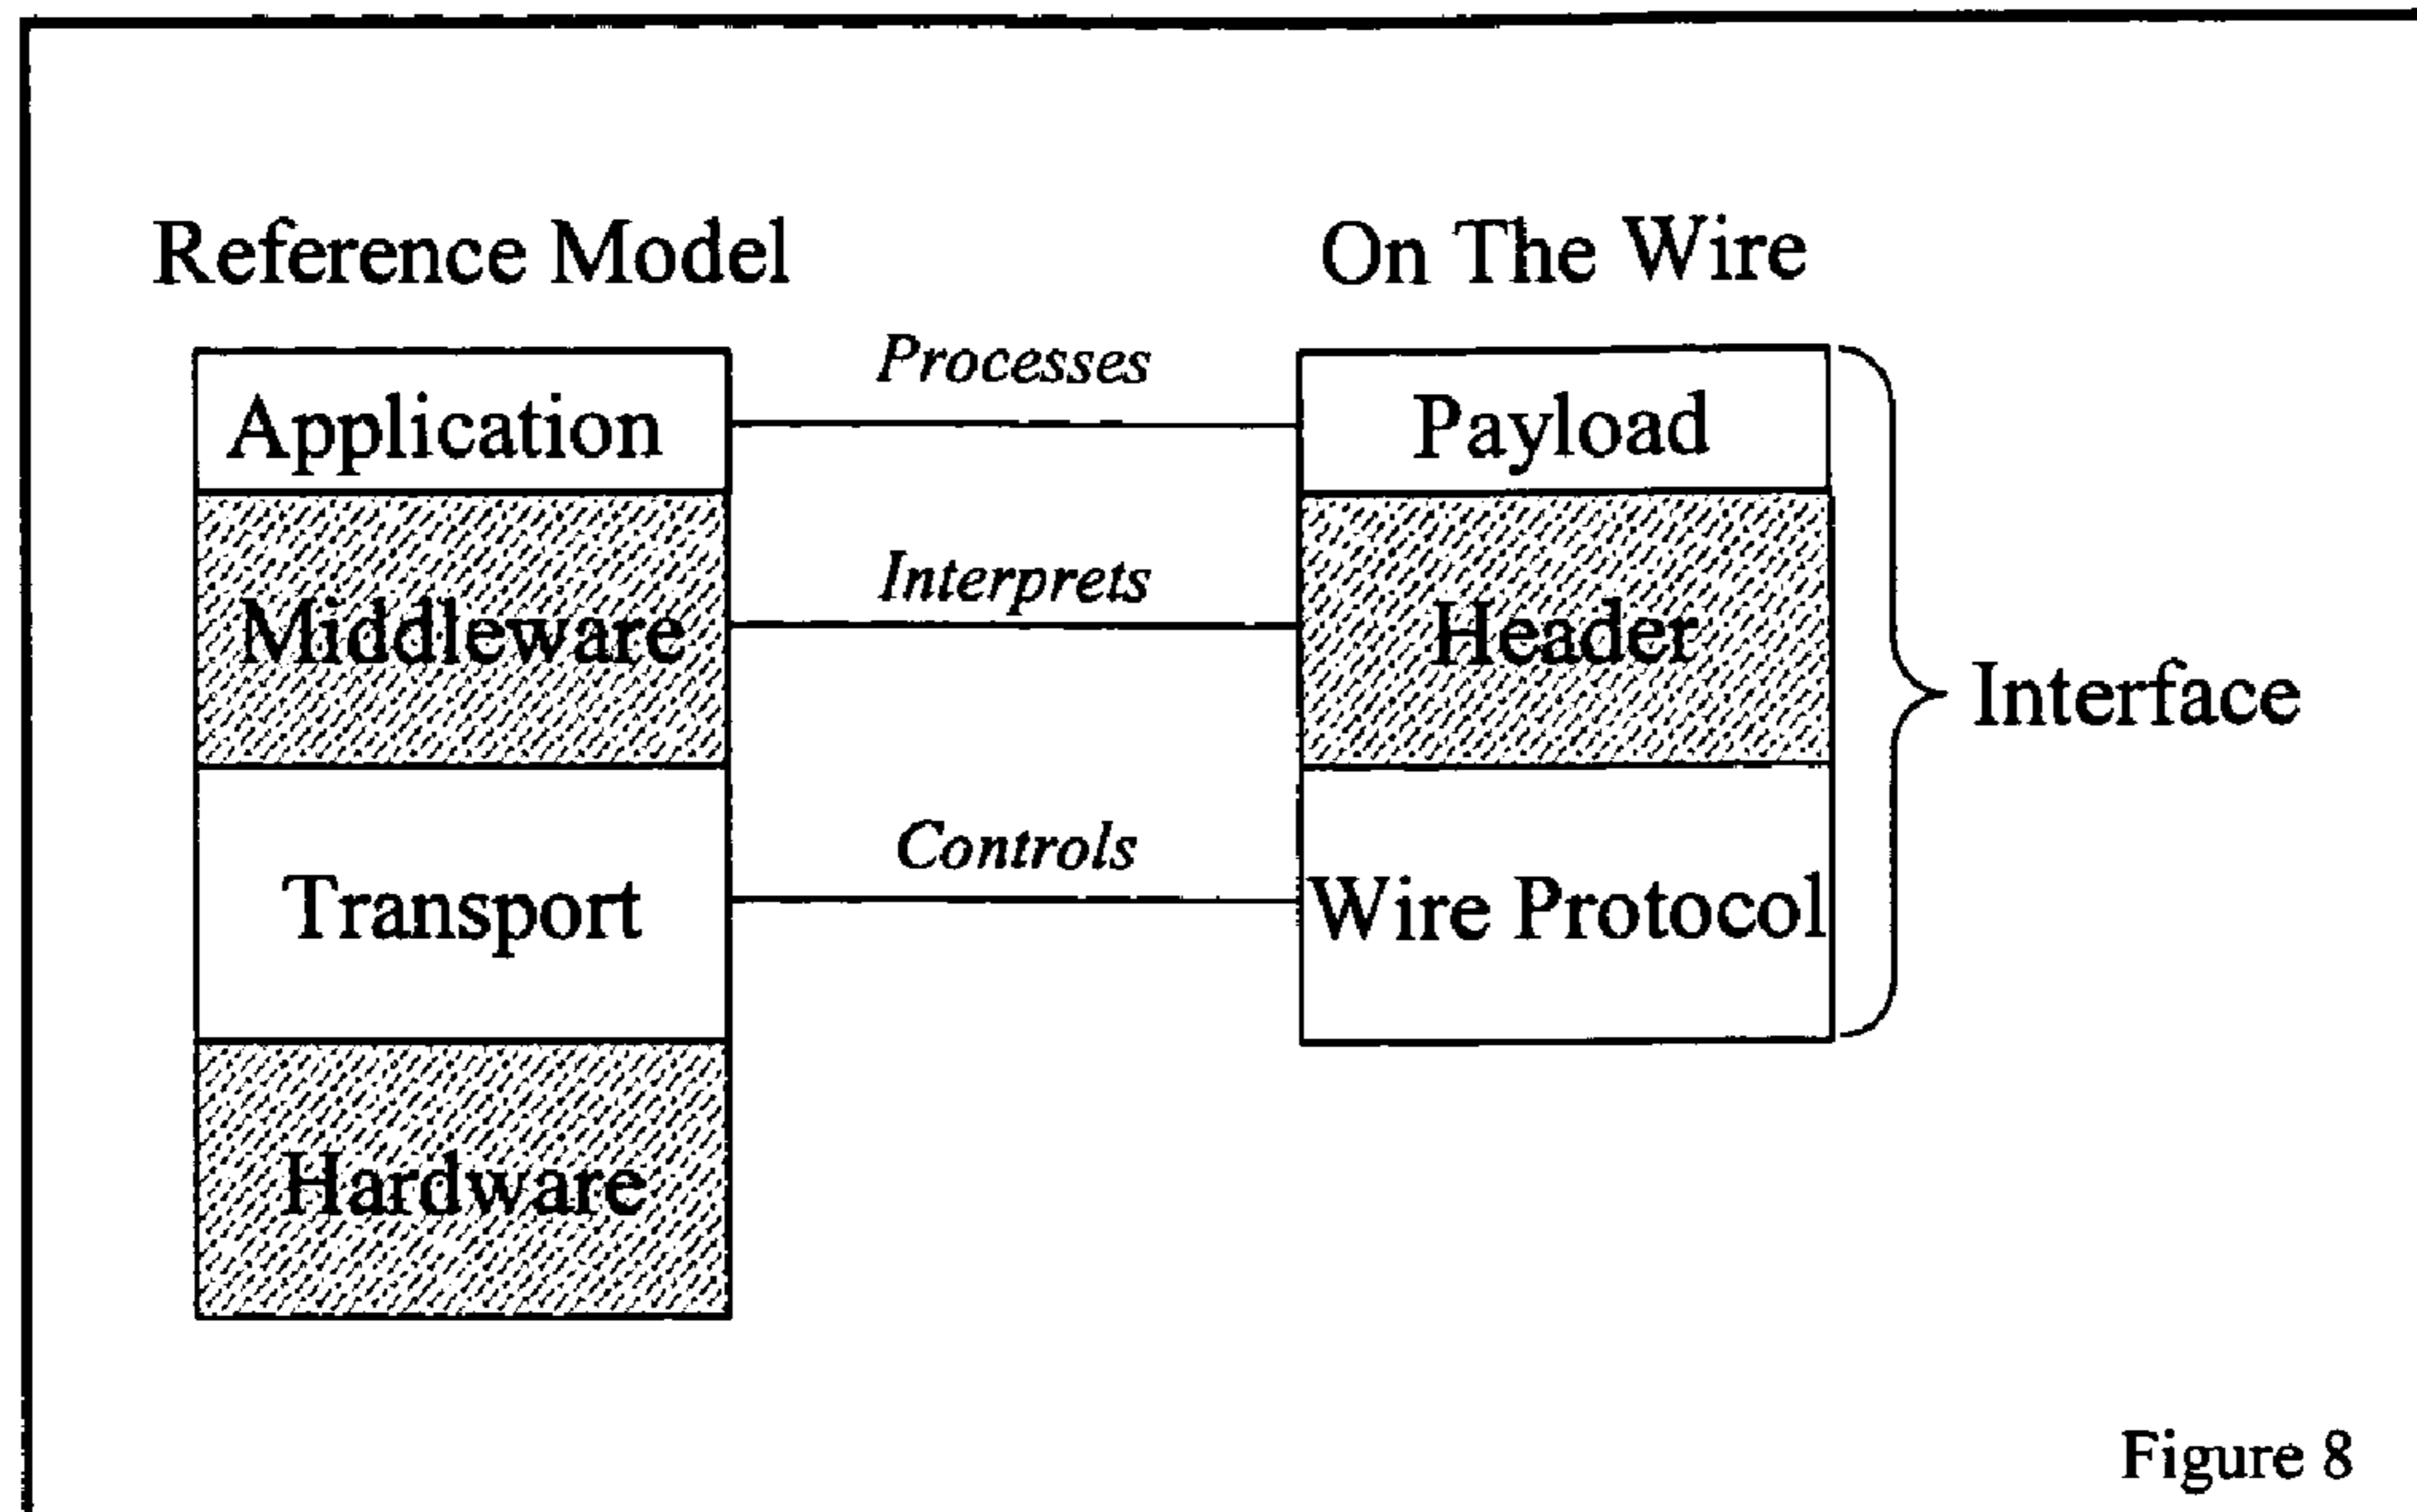 Reference Model
On The Wire
Application
Processes
Payload
Middleware
Interprets
Header
Interface
Transport
Controls
Wire Protocol
Hardware
Figure 8